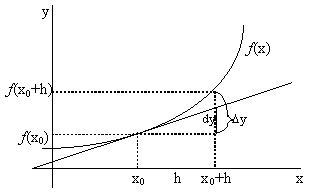 y
f(x)
f(x₀+h)
dy Δy
f(x₀)
x₀ h x₀+h x